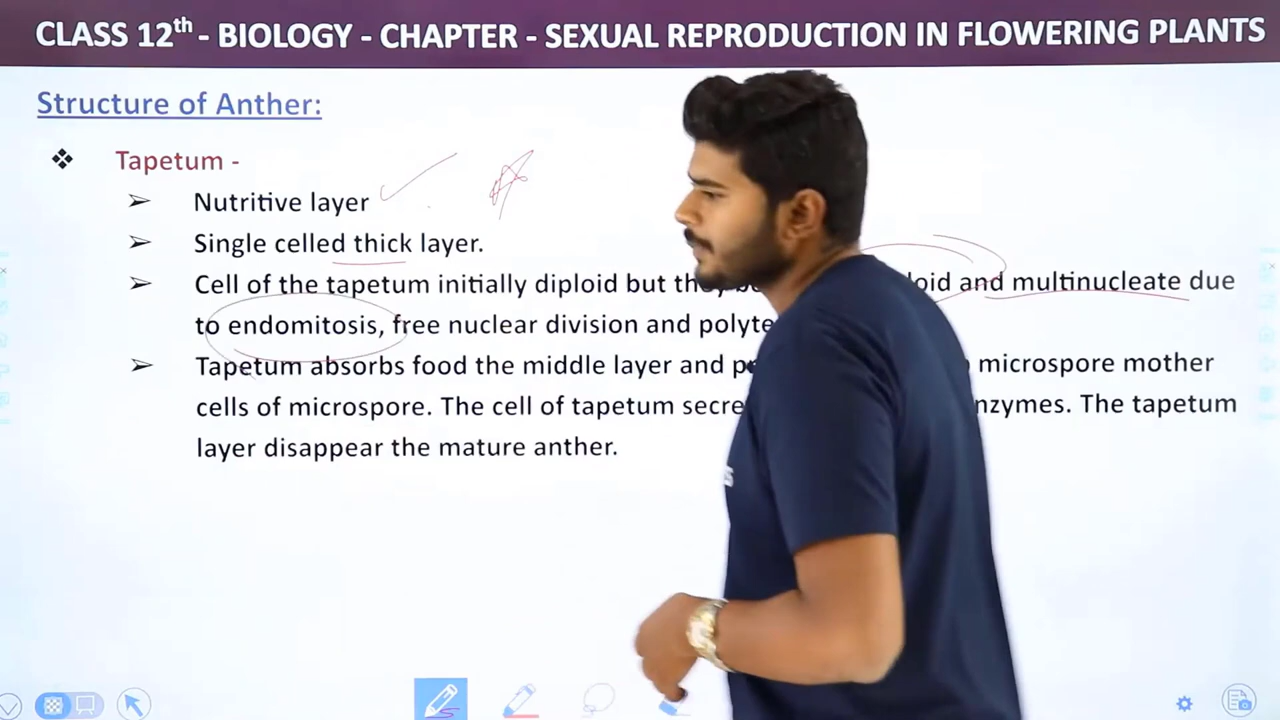 CLASS 12th - BIOLOGY - CHAPTER - SEXUAL REPRODUCTION IN FLOWERING PLANTS
Structure of Anther:
Tapetum -
Nutritive layer
Single celled thick layer.
Cell of the tapetum initially diploid but they and multinucleate due
to endomitosis, free nuclear division and
Tapetum absorbs food the middle layer and microspore mother
cells of microspore. The cell of tapetum The tapetum
layer disappear the mature anther.